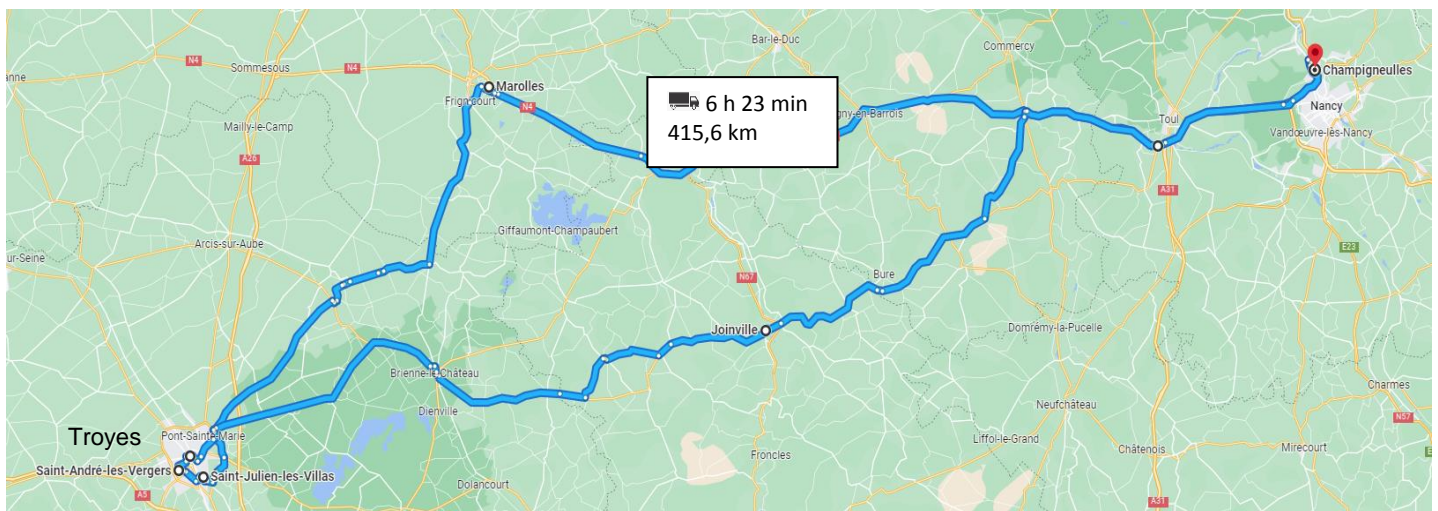 Bar-le-Duc
Commercy
N4
N4
Sommesous
Champigneulles
Marolles
Frignicourt
N4
6 h 23 min
415,6 km
Nancy
Toul
Mailly-le-Camp
Vandœuvre-lès-Nancy
A26
A31
Giffaumont-Champaubert
Arcis-sur-Aube
E23
ur-Seine
N67
Bure
Joinville
Domrémy-la-Pucelle
Brienne-le-Château
Charmes
Dienville
Neufchâteau
N57
Troyes
Pont-Sainte-Marie
Liffol-le-Grand
Châtenois
Mirecourt
Saint-André-les-Vergers
Saint-Julien-les-Villas
Froncles
Dolancourt
A5
A31